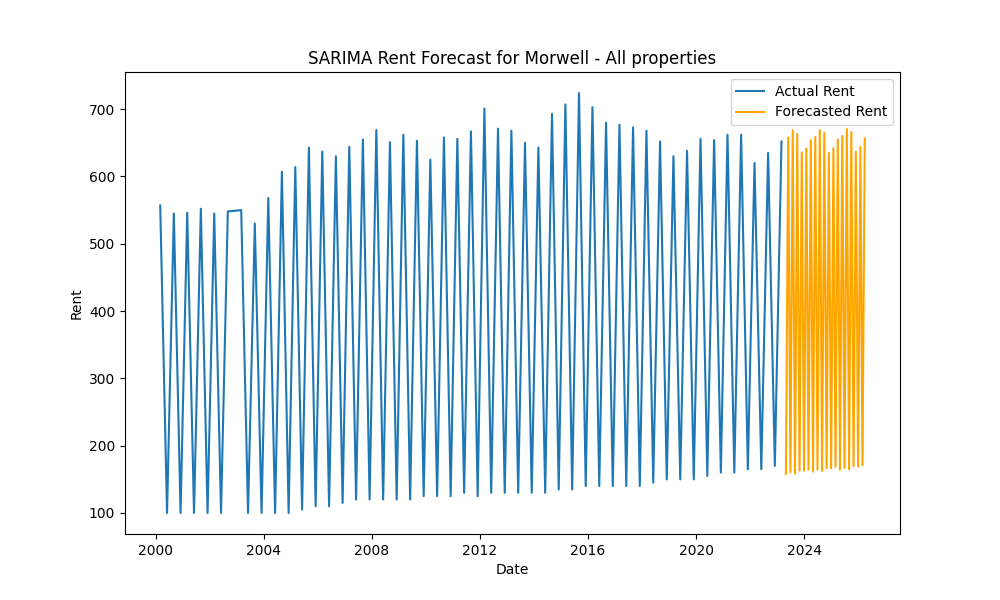 SARIMA Rent Forecast for Morwell - All properties
Actual Rent
Forecasted Rent
Rent
700
600
500
400
300
200
100
2000
2004
2008
2012
2016
2020
2024
Date